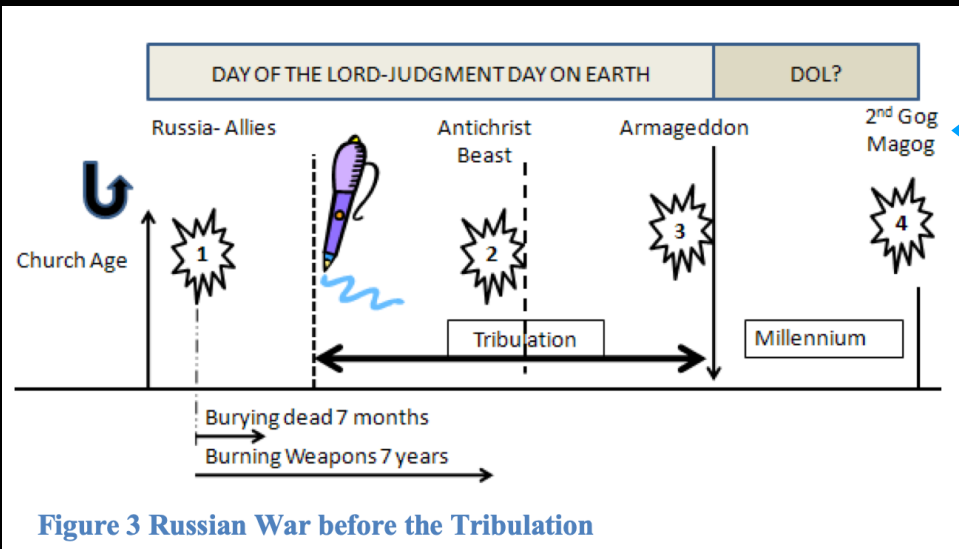 DAY OF THE LORD-JUDGMENT DAY ON EARTH
DOL?
Russia- Allies
Antichrist
Beast
Armageddon
2nd Gog
Magog
Church Age
1
2
3
4
Tribulation
Millennium
Burying dead 7 months
Burning Weapons 7 years
Figure 3 Russian War before the Tribulation